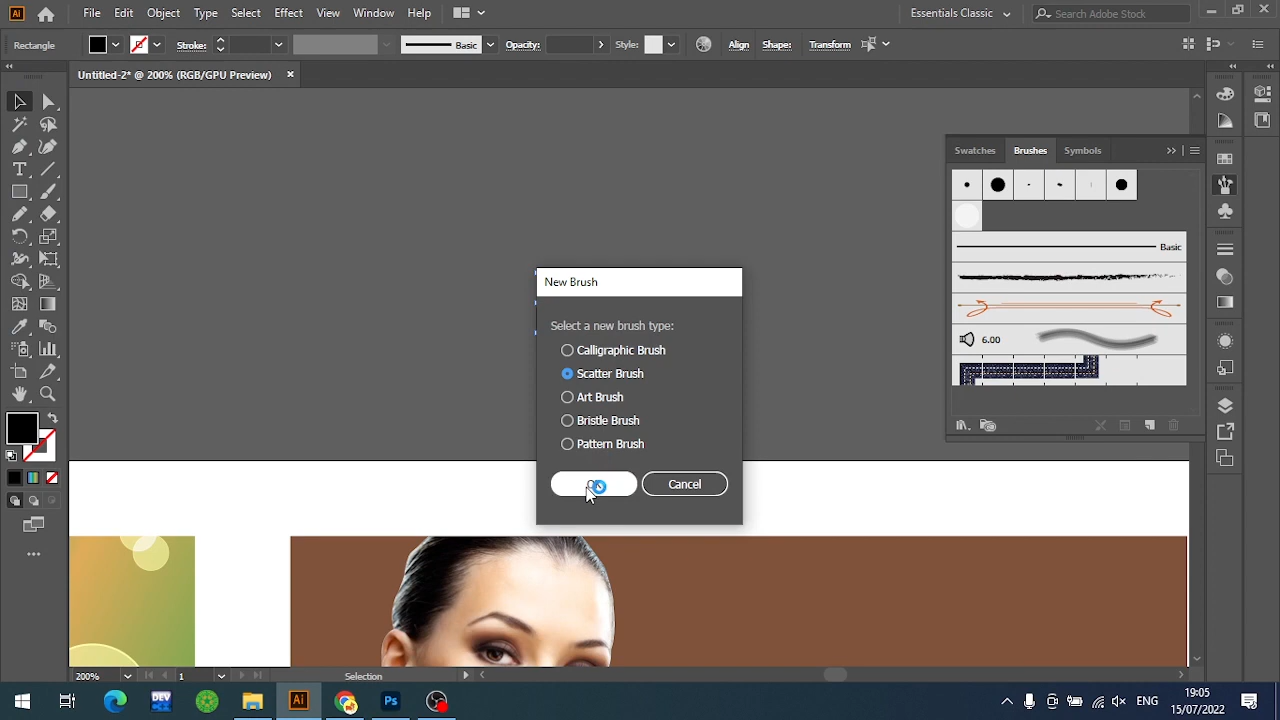 Ai File Edit Object Type Select Effect View Window Help Essentials Classic Search Adobe Stock
Rectangle Stroke: Basic Opacity: Style: Align Shape: Transform
Untitled-2* @ 200% (RGB/GPU Preview)
Swatches Brushes Symbols
Basic
6.00
New Brush
Select a new brush type:
Calligraphic Brush
Scatter Brush
Art Brush
Bristle Brush
Pattern Brush
Cancel
200% 1 Selection
DEV Ai Ps ENG 19:05
15/07/2022